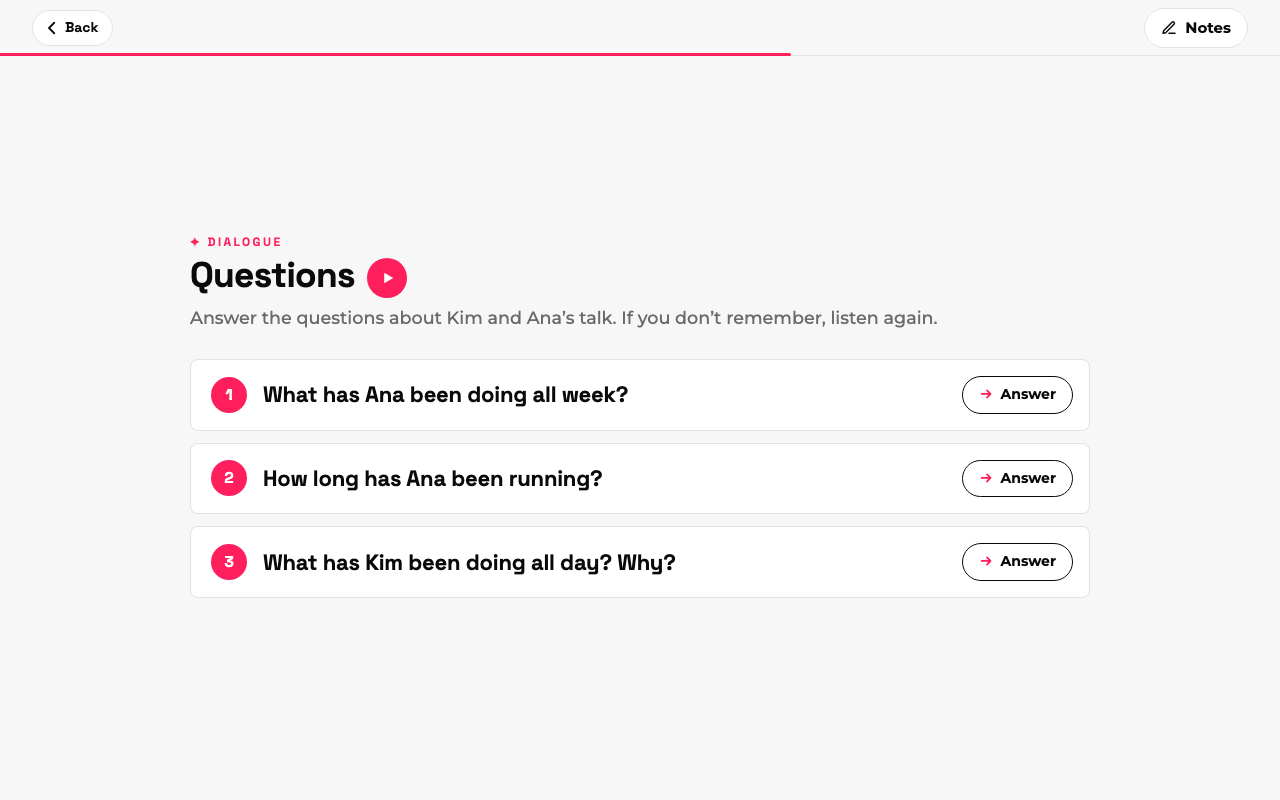 Back
Notes
DIALOGUE
Questions
Answer the questions about Kim and Ana’s talk. If you don’t remember, listen again.
1 What has Ana been doing all week? Answer
2 How long has Ana been running? Answer
3 What has Kim been doing all day? Why? Answer